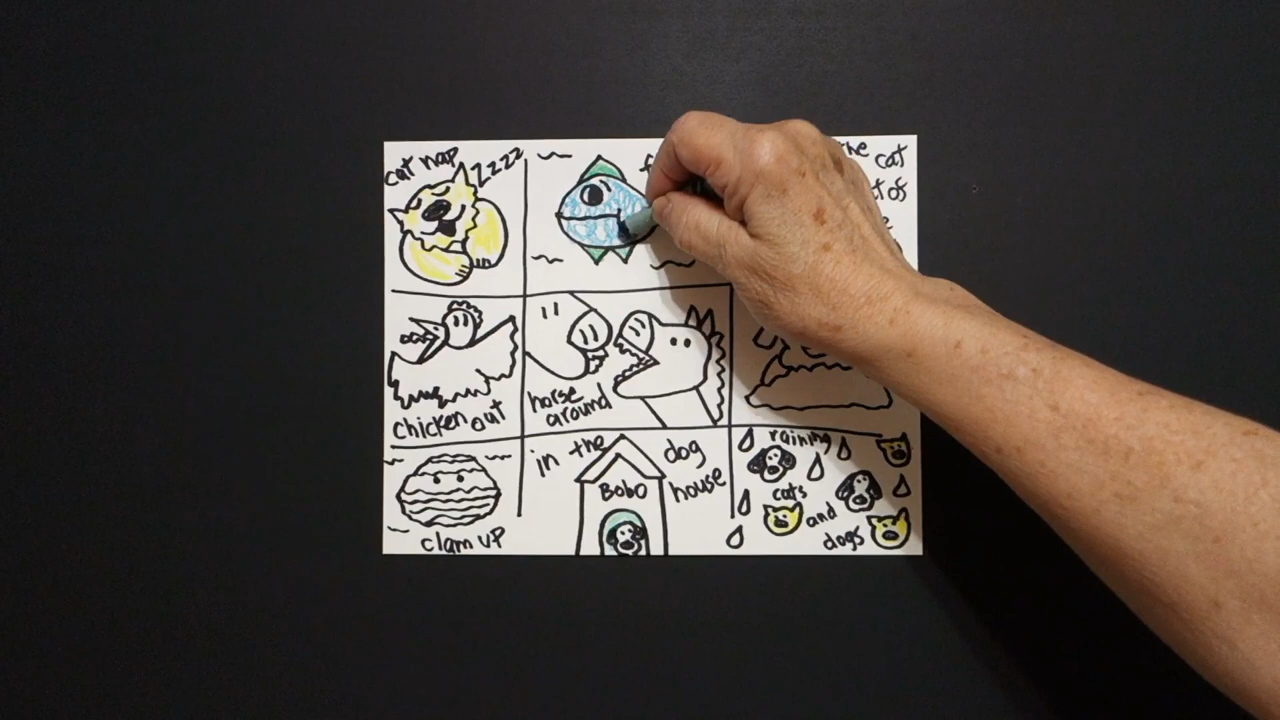 cat nap
zzzz
the cat
of
chicken out
horse
around
clam up
in the dog
house
Bobo
raining
cats
and
dogs